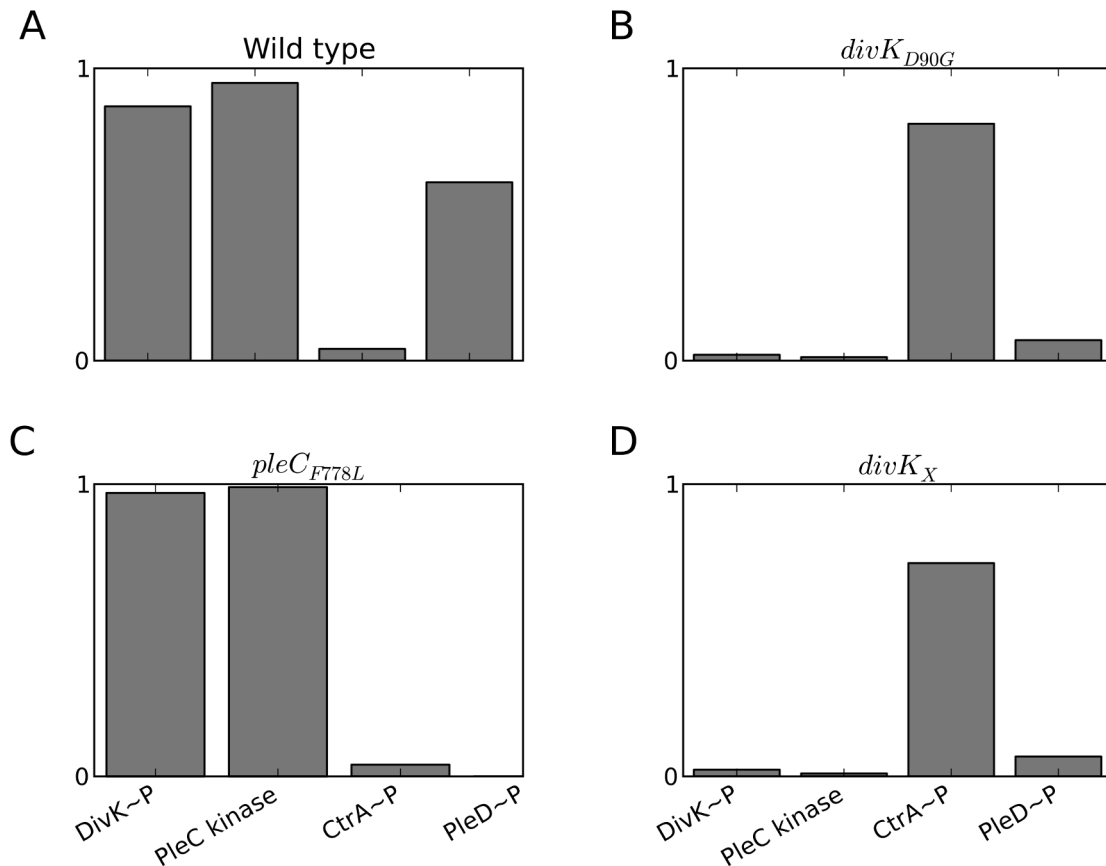 A
Wild type
1
0
B
divK_D90G
1
0
C
pleC_F778L
1
0
DivK~P
PleC kinase
CtrA~P
PleD~P
D
divK_X
1
0
DivK~P
PleC kinase
CtrA~P
PleD~P